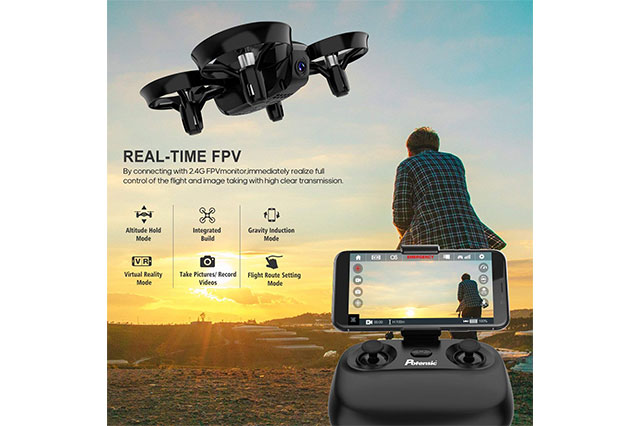 REAL-TIME FPV
By connecting with 2.4G FPVmonitor,immediately realize full
control of the flight and image taking with high clear transmission.
Altitude Hold
Mode
Integrated
Build
Gravity Induction
Mode
VR
Virtual Reality
Mode
Take Pictures/ Record
Videos
Flight Route Setting
Mode
EMERGENCY
Potensic